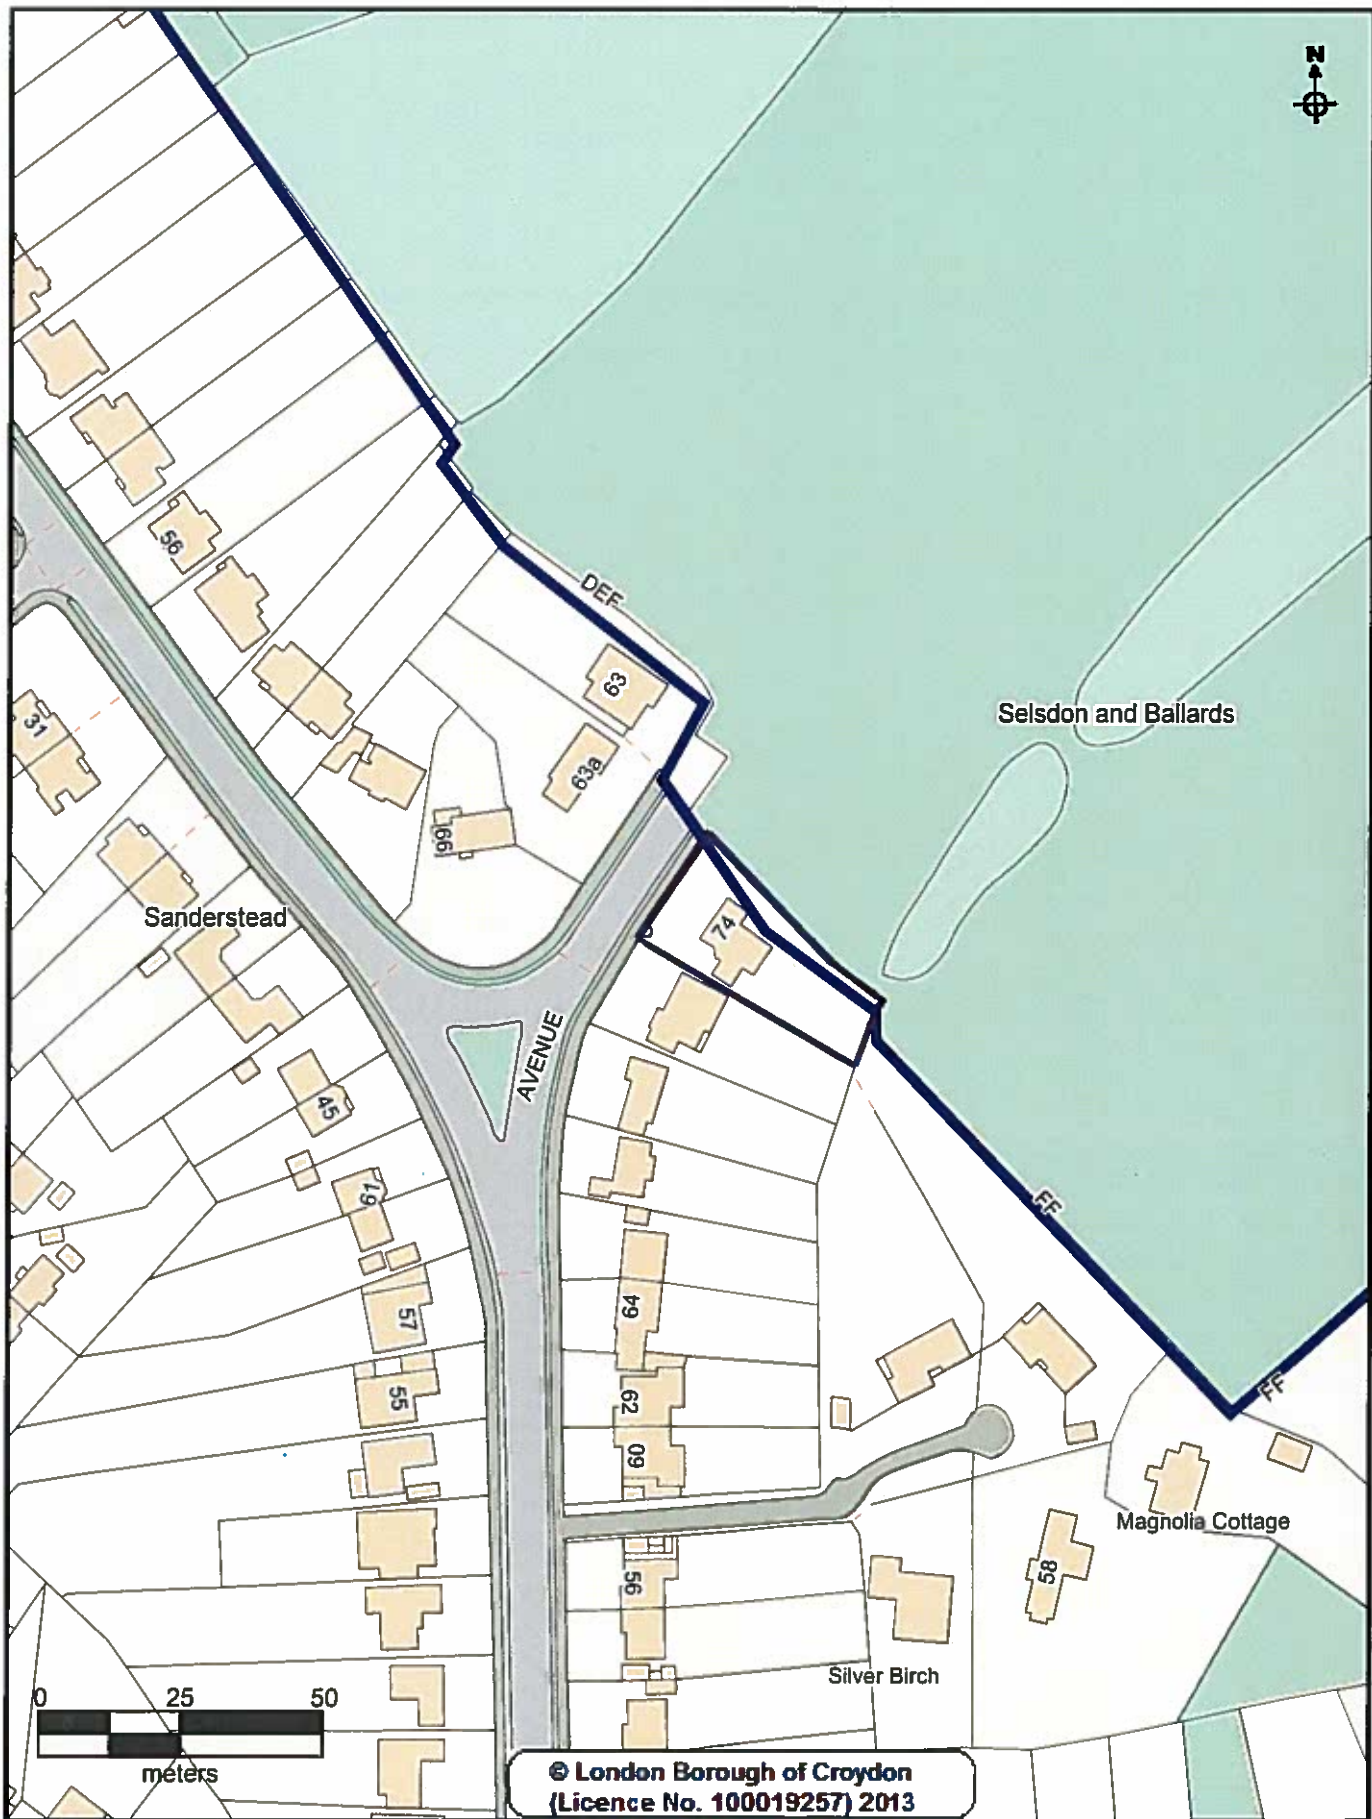 N
DEF
56
63
31
63a
Selsdon and Ballards
66
Sanderstead
74
AVENUE
45
61
FF
64
57
55
62
60
FF
Magnolia Cottage
58
56
Silver Birch
0 25 50
meters
© London Borough of Croydon
(Licence No. 100019257) 2013